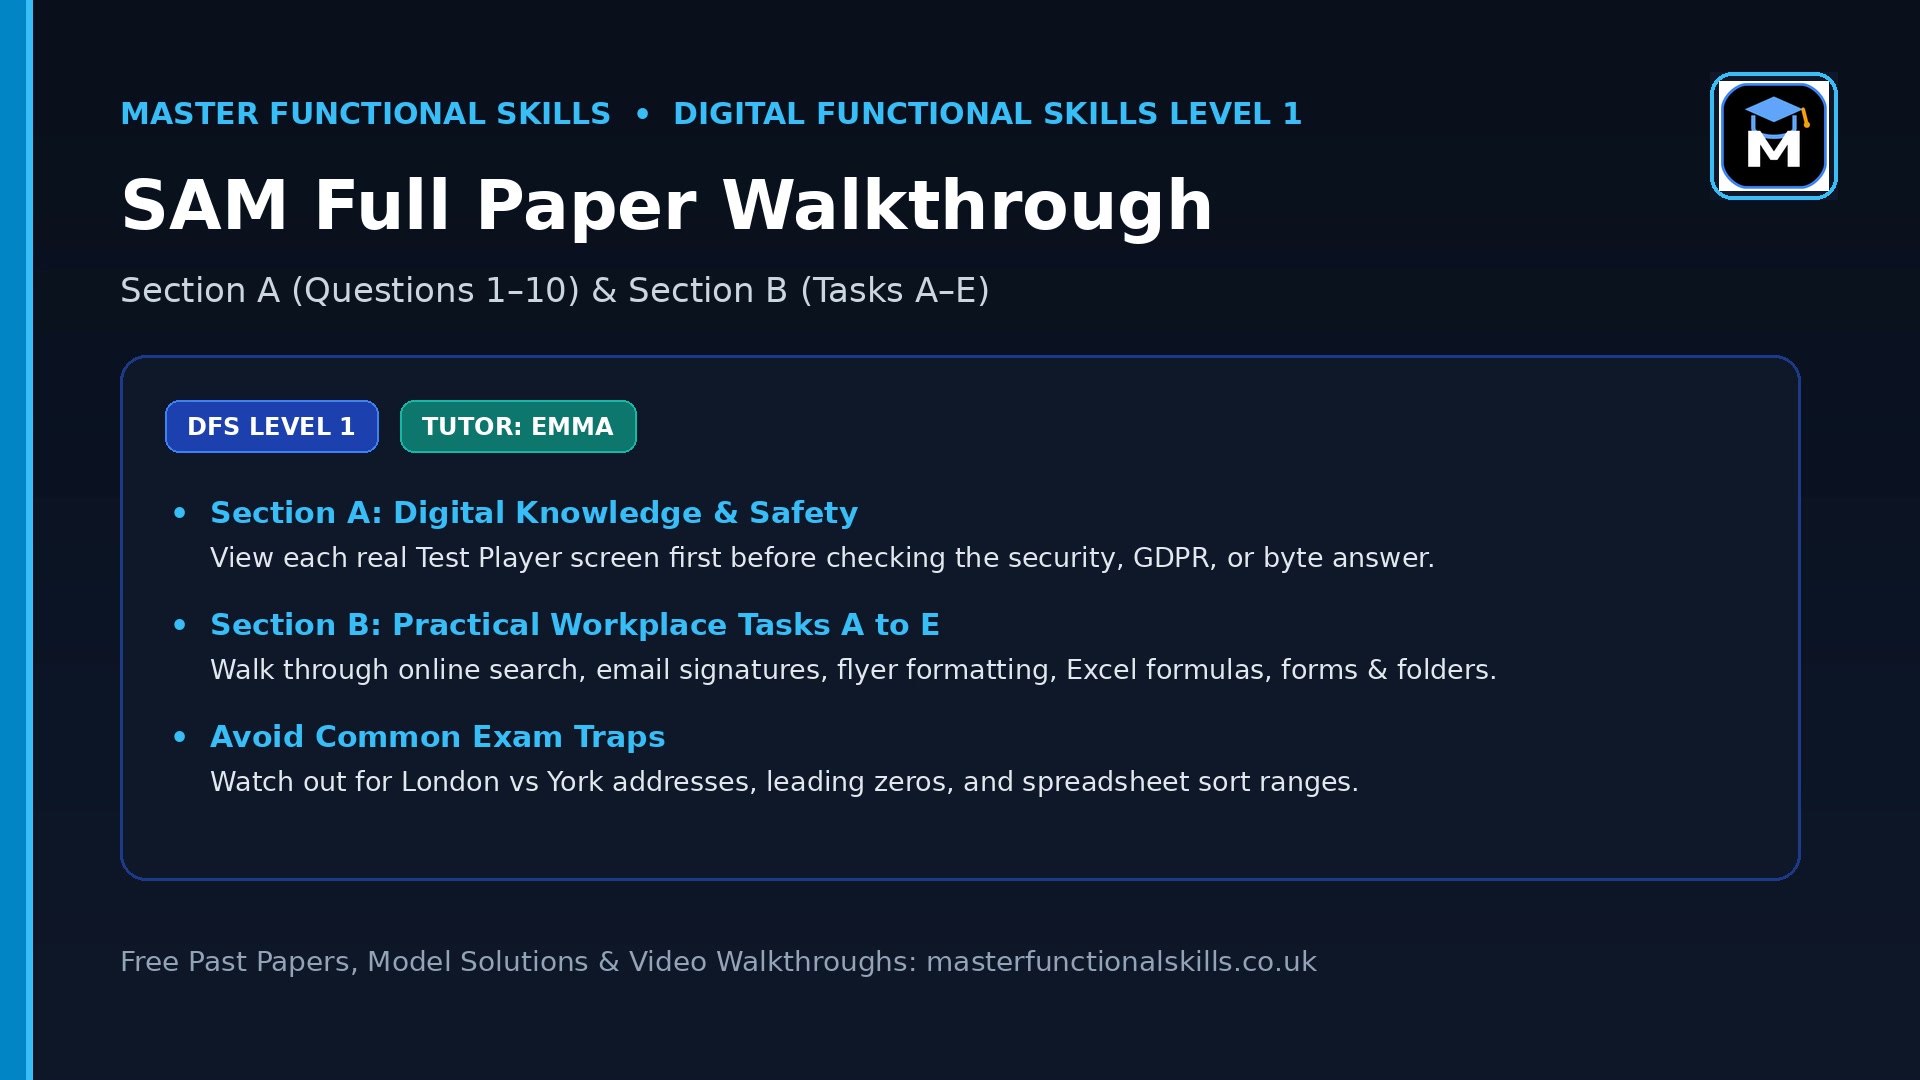 MASTER FUNCTIONAL SKILLS • DIGITAL FUNCTIONAL SKILLS LEVEL 1
M
SAM Full Paper Walkthrough
Section A (Questions 1–10) & Section B (Tasks A–E)
DFS LEVEL 1
TUTOR: EMMA
• Section A: Digital Knowledge & Safety
View each real Test Player screen first before checking the security, GDPR, or byte answer.
• Section B: Practical Workplace Tasks A to E
Walk through online search, email signatures, flyer formatting, Excel formulas, forms & folders.
• Avoid Common Exam Traps
Watch out for London vs York addresses, leading zeros, and spreadsheet sort ranges.
Free Past Papers, Model Solutions & Video Walkthroughs: masterfunctionalskills.co.uk